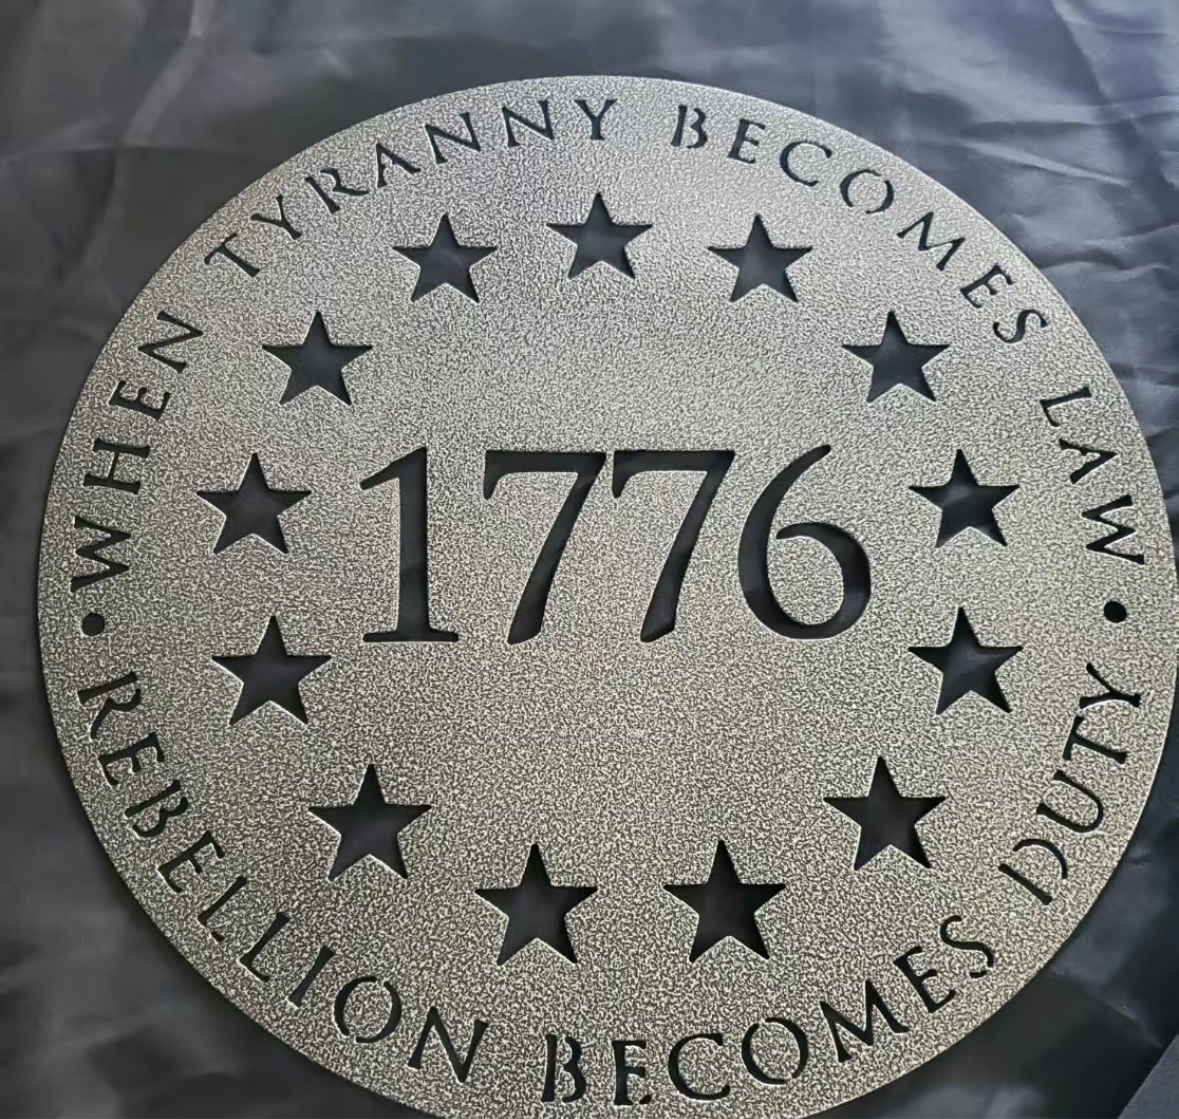 WHEN TYRANNY BECOMES LAW
1776
REBELLION BECOMES DUTY